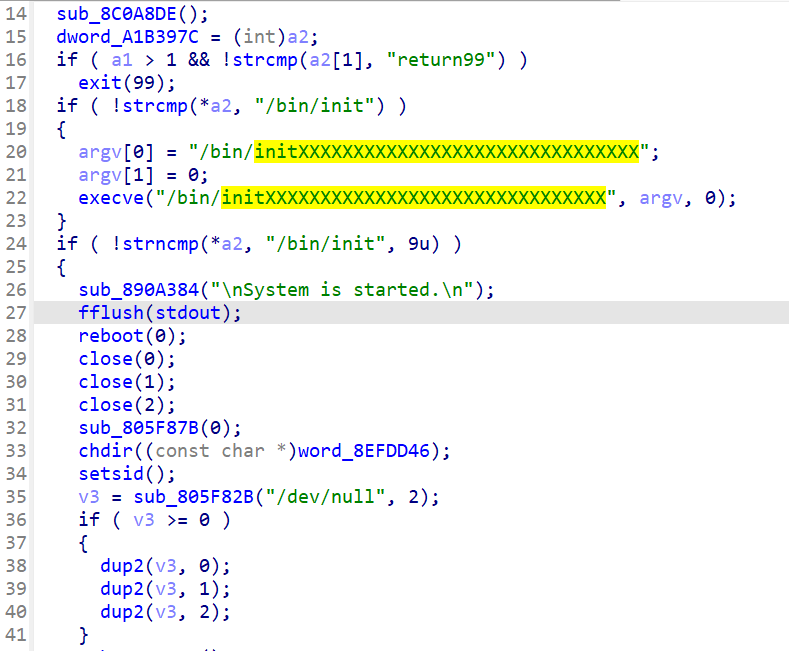 14 sub_8C0A8DE();
15 dword_A1B397C = (int)a2;
16 if ( a1 > 1 && !strcmp(a2[1], "return99") )
17 exit(99);
18 if ( !strcmp(*a2, "/bin/init") )
19 {
20 argv[0] = "/bin/initXXXXXXXXXXXXXXXXXXXXXXXXXXXXXXX";
21 argv[1] = 0;
22 execve("/bin/initXXXXXXXXXXXXXXXXXXXXXXXXXXXXXXX", argv, 0);
23 }
24 if ( !strncmp(*a2, "/bin/init", 9u) )
25 {
26 sub_890A384("\nSystem is started.\n");
27 fflush(stdout);
28 reboot(0);
29 close(0);
30 close(1);
31 close(2);
32 sub_805F87B(0);
33 chdir((const char *)word_8EFDD46);
34 setsid();
35 v3 = sub_805F82B("/dev/null", 2);
36 if ( v3 >= 0 )
37 {
38 dup2(v3, 0);
39 dup2(v3, 1);
40 dup2(v3, 2);
41 }